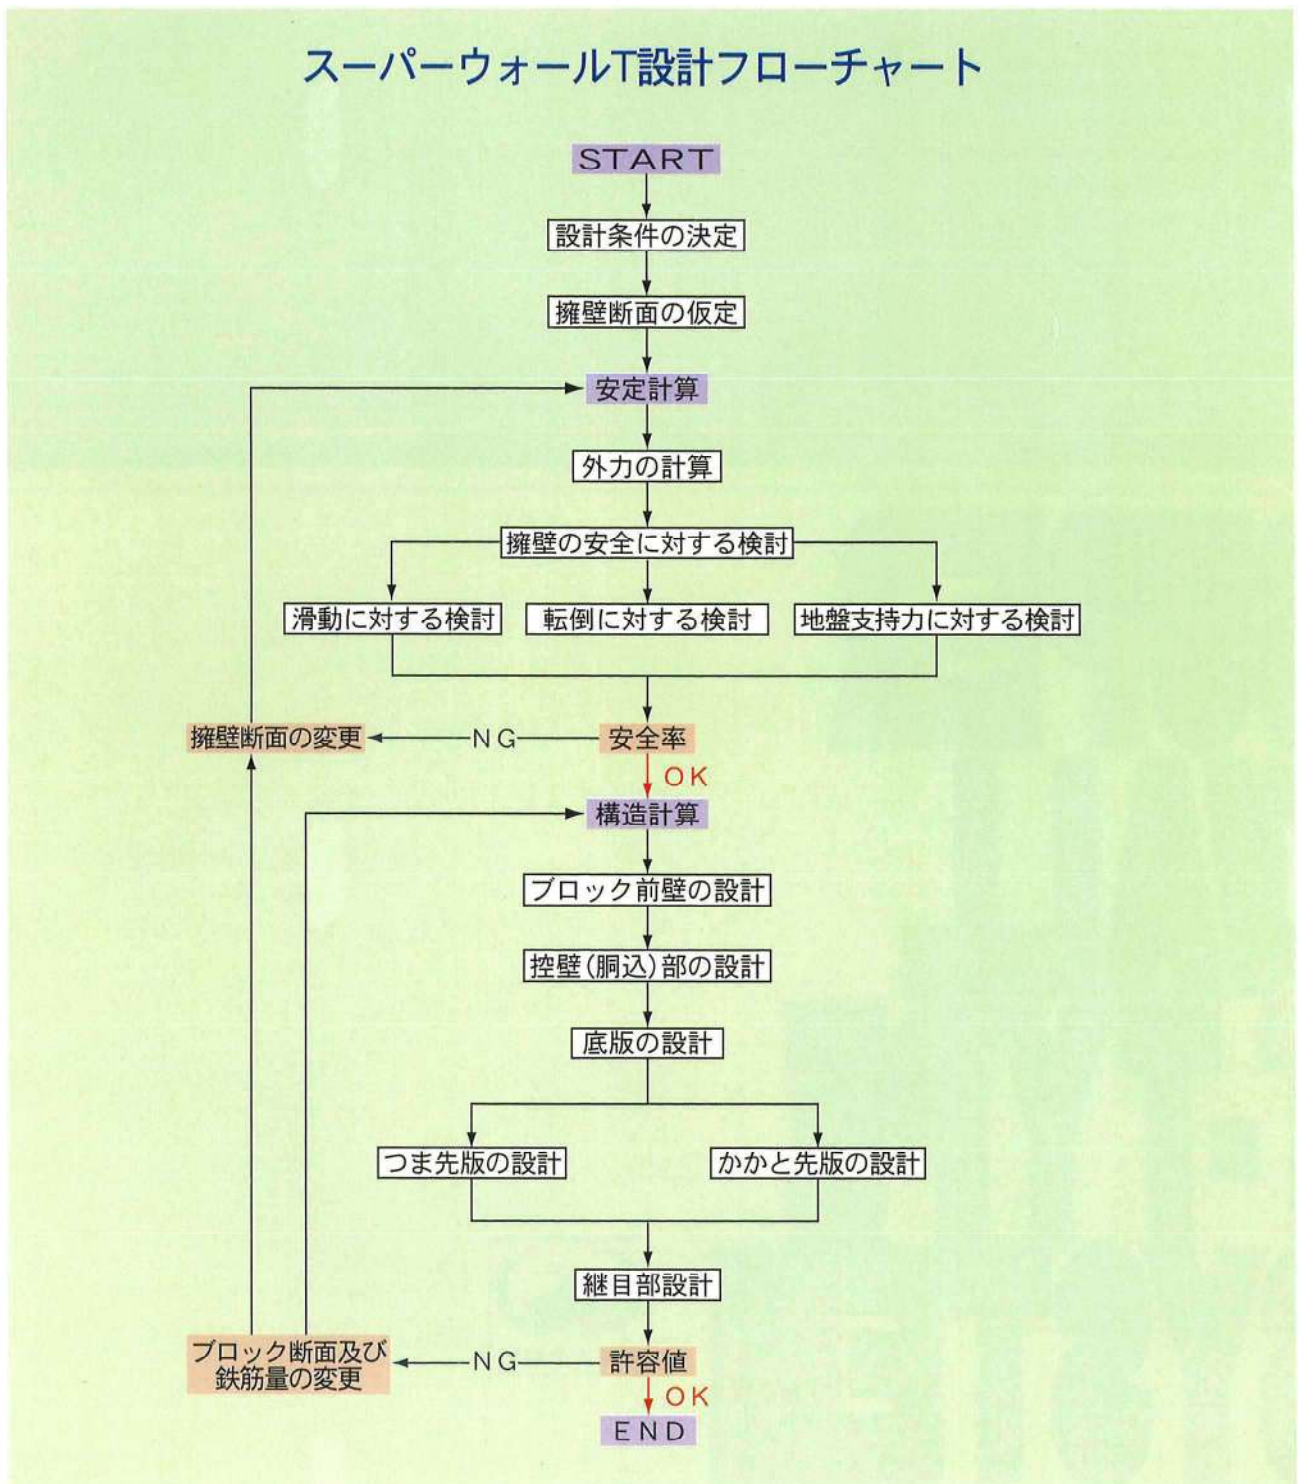 スーパーウォールT設計フローチャート
START
設計条件の決定
擁壁断面の仮定
安定計算
外力の計算
擁壁の安全に対する検討
滑動に対する検討
転倒に対する検討
地盤支持力に対する検討
擁壁断面の変更
NG
安全率
OK
構造計算
ブロック前壁の設計
控壁(胴込)部の設計
底版の設計
つま先版の設計
かかと先版の設計
継目部設計
ブロック断面及び
鉄筋量の変更
NG
許容値
OK
END